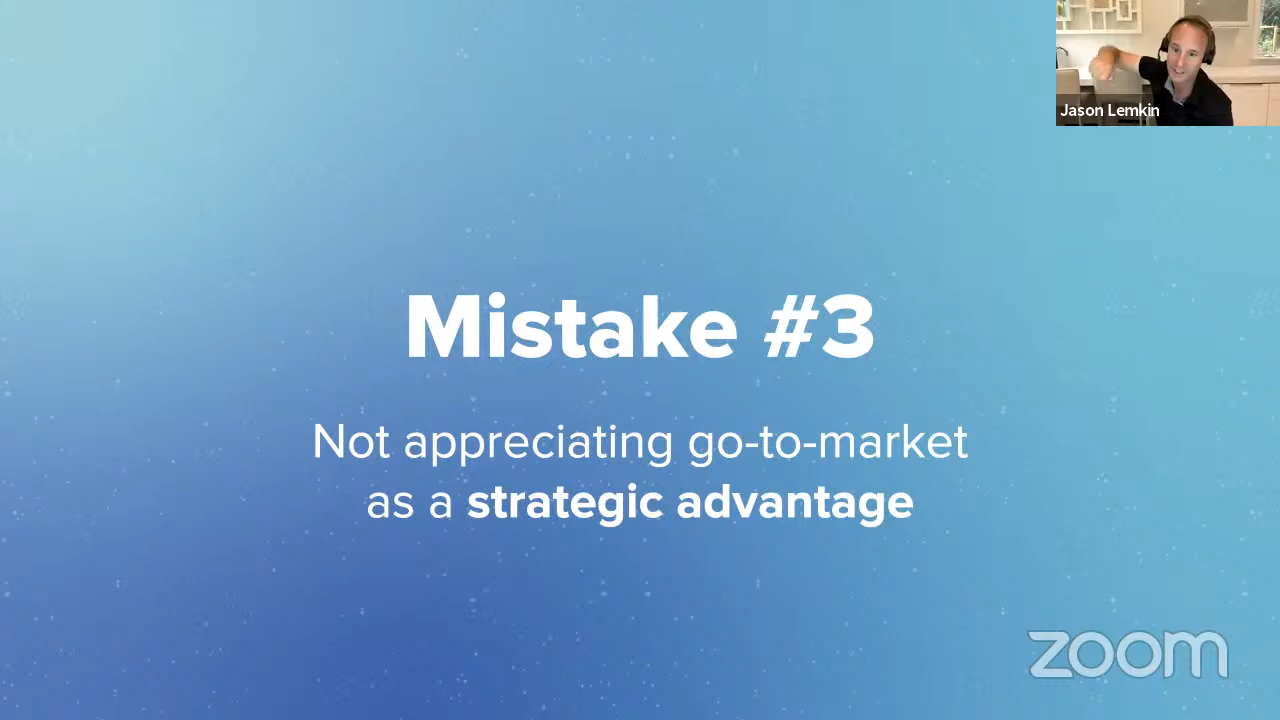 Jason Lemkin
Mistake #3
Not appreciating go-to-market
as a strategic advantage
zoom